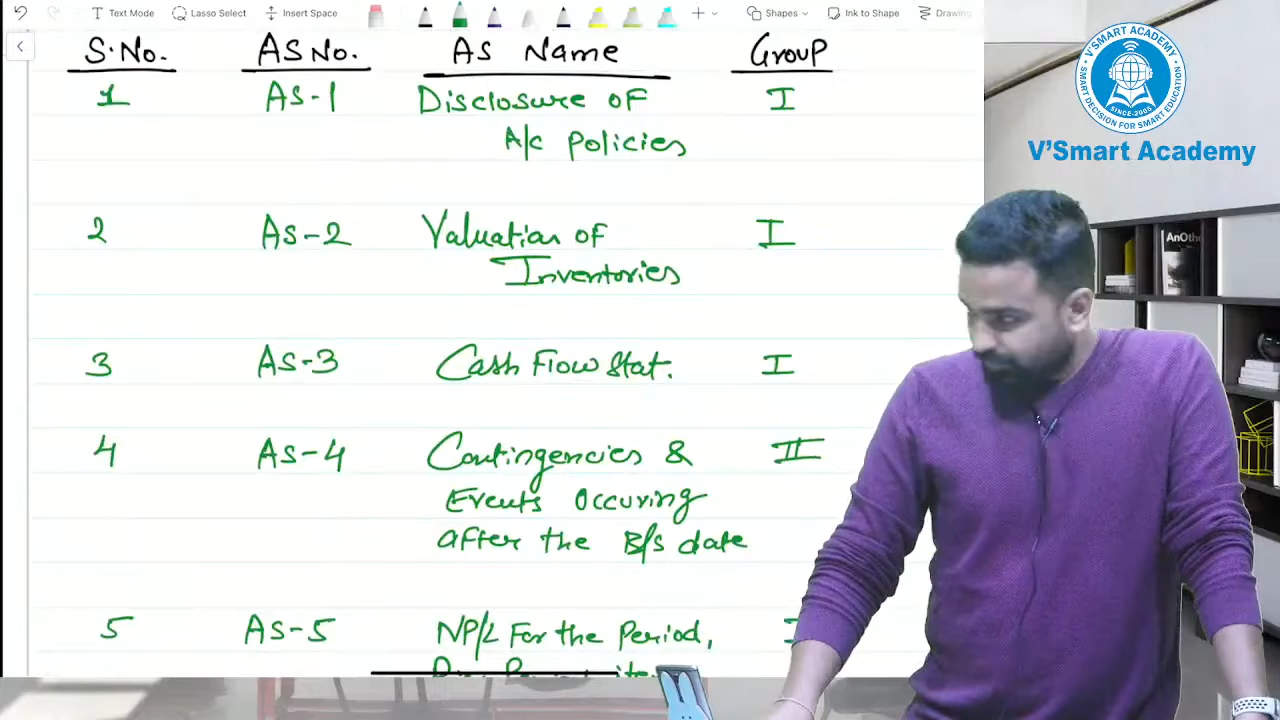 Text Mode Lasso Select Insert Space Shapes Ink to Shape Drawing
S.No. AS No. AS Name Group
1 AS-1 Disclosure of I
A/c Policies
2 AS-2 Valuation of I
Inventories
3 AS-3 Cash Flow Stat. I
4 AS-4 Contingencies & II
Events Occuring
after the B/s date
5 AS-5 NP/L For the Period,
V'SMART ACADEMY
SINCE-2005
SMART DECISION FOR SMART EDUCATION
V'Smart Academy
AnOthe